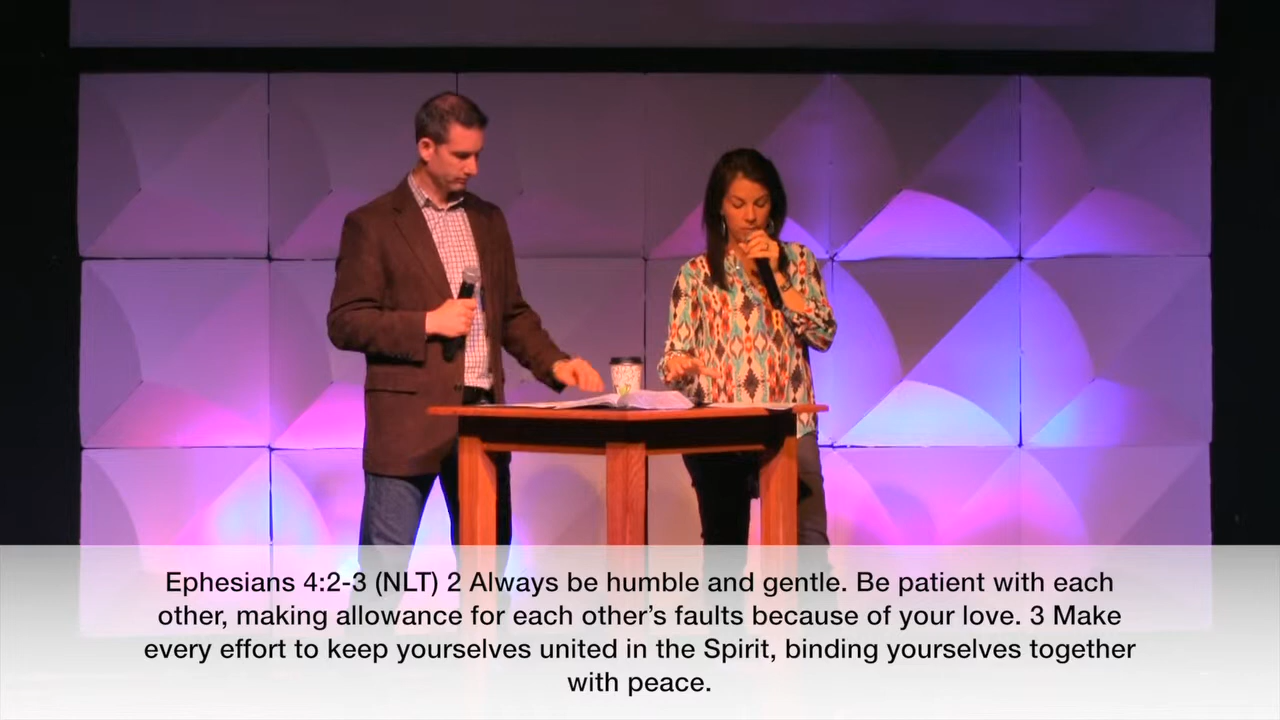 Ephesians 4:2-3 (NLT) 2 Always be humble and gentle. Be patient with each
other, making allowance for each other’s faults because of your love. 3 Make
every effort to keep yourselves united in the Spirit, binding yourselves together
with peace.